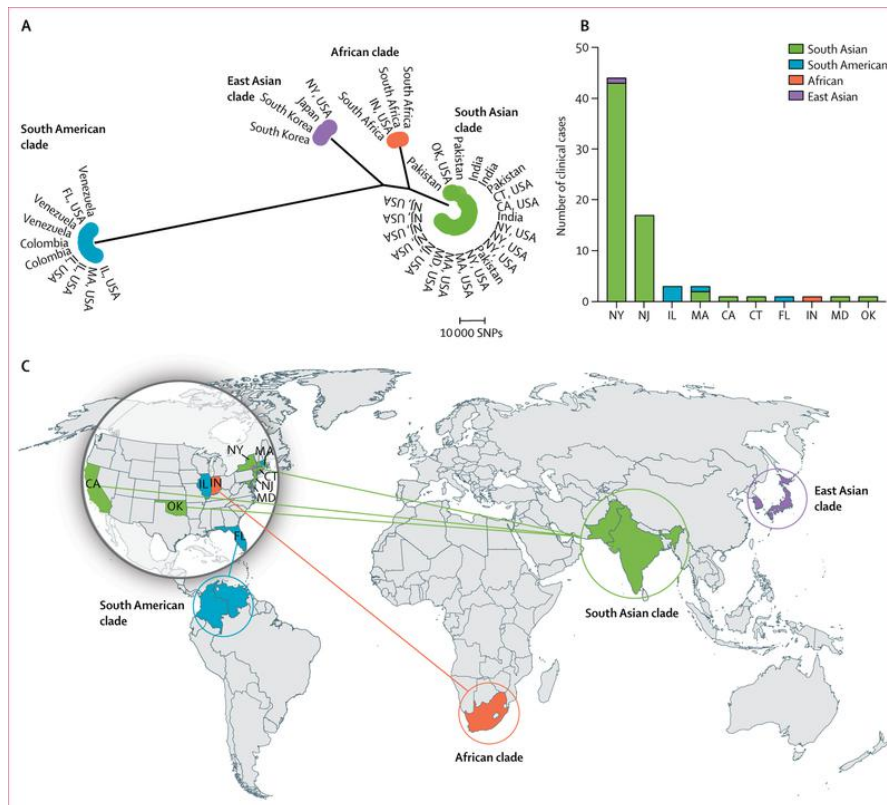 A
African clade
East Asian clade
NY, USA
Japan
South Korea
South Korea
South Africa
South Africa
IN, USA
South Africa
South Asian clade
South American clade
Venezuela
FL, USA
Venezuela
Venezuela
Colombia
Colombia
IL, USA
IL, USA
MA, USA
IL, USA
Pakistan
OK, USA
Pakistan
India
India
Pakistan
CT, USA
CA, USA
India
NY, USA
NY, USA
NY, USA
Pakistan
NY, USA
MA, USA
MA, USA
MD, USA
NJ, USA
10 000 SNPs
B
Number of clinical cases
50
40
30
20
10
0
NY
NJ
IL
MA
CA
CT
FL
IN
MD
OK
South Asian
South American
African
East Asian
C
NY
MA
CT
NJ
MD
CA
IL
IN
OK
FL
South American
clade
African clade
South Asian clade
East Asian
clade